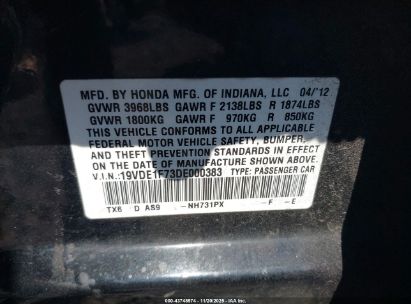 MFD. BY HONDA MFG. OF INDIANA, LLC 04/'12
GVWR 3968LBS GAWR F 2138LBS R 1874LBS
GVWR 1800KG GAWR F 970KG R 850KG
THIS VEHICLE CONFORMS TO ALL APPLICABLE
FEDERAL MOTOR VEHICLE SAFETY, BUMPER,
AND THEFT PREVENTION STANDARDS IN EFFECT
ON THE DATE OF MANUFACTURE SHOWN ABOVE.
V.I.N.: 19VDE1F73DE000383 TYPE: PASSENGER CAR
TX6 D AS9 -NH731PX -F -E